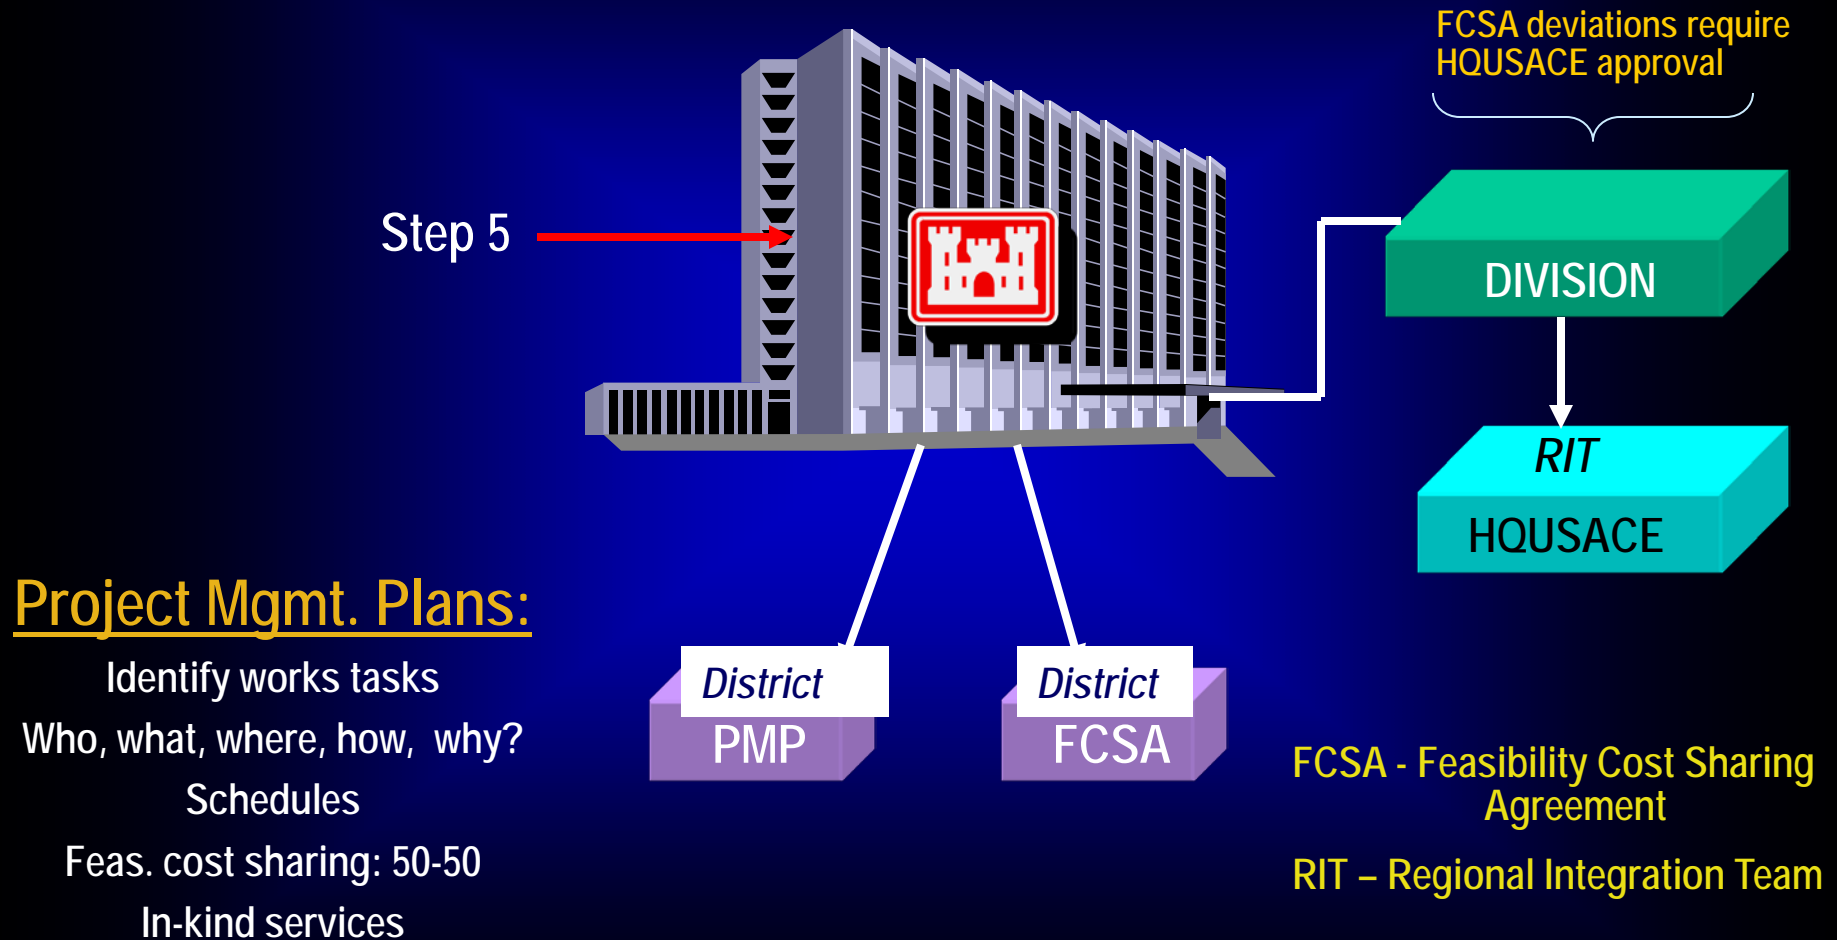 FCSA deviations require
HQUSACE approval
Step 5
DIVISION
RIT
HQUSACE
Project Mgmt. Plans:
Identify works tasks
Who, what, where, how,  why?
Schedules
Feas. cost sharing: 50-50
In-kind services
District
PMP
District
FCSA
FCSA - Feasibility Cost Sharing
Agreement
RIT – Regional Integration Team